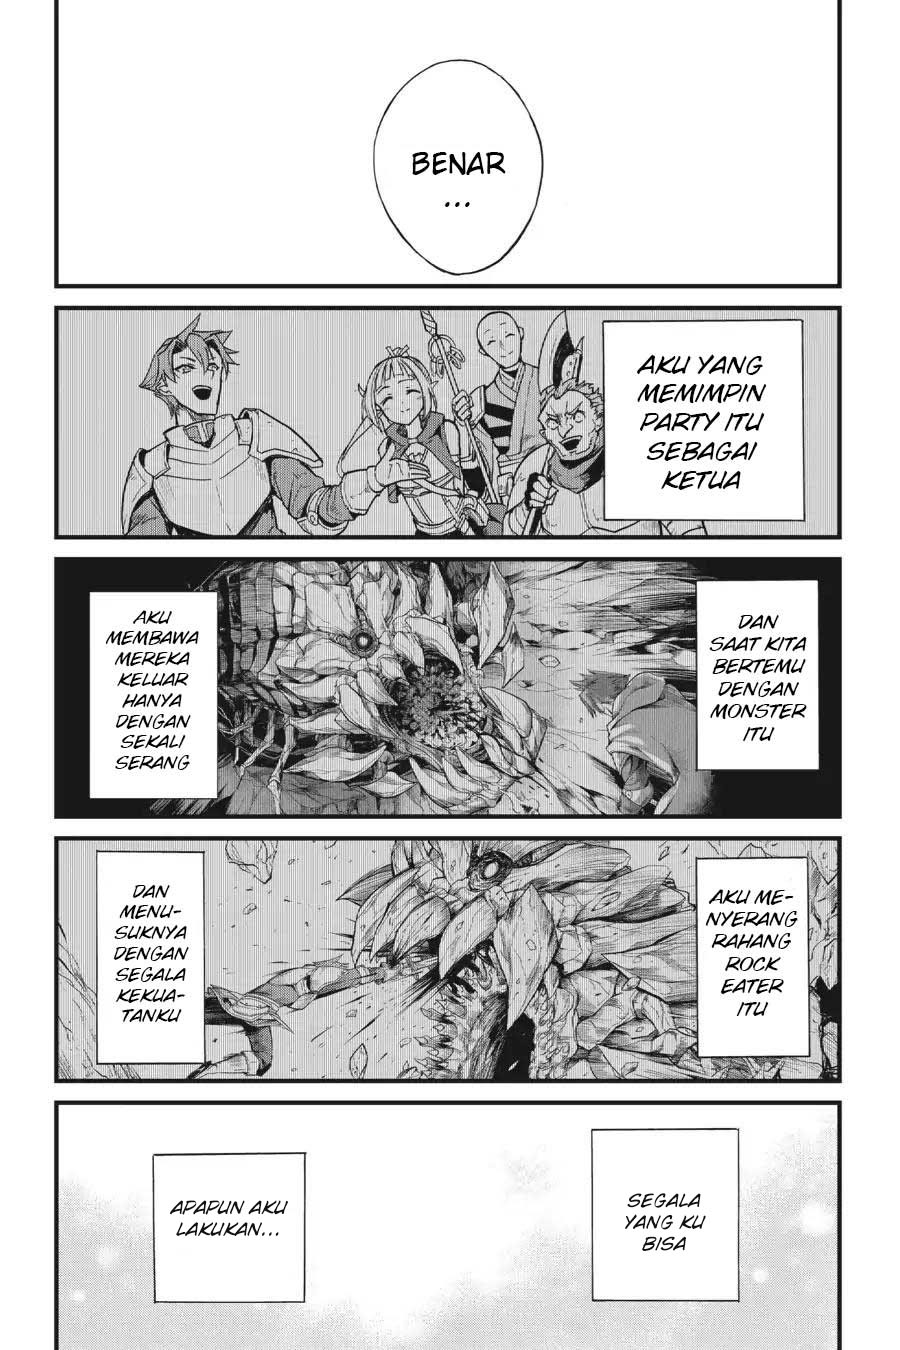 BENAR
...
AKU YANG
MEMIMPIN
PARTY ITU
SEBAGAI
KETUA
DAN
SAAT KITA
BERTEMU
DENGAN
MONSTER
ITU
AKU
MEMBAWA
MEREKA
KELUAR
HANYA
DENGAN
SEKALI
SERANG
AKU ME-
NYERANG
RAHANG
ROCK
EATER
ITU
DAN
MENU-
SUKNYA
DENGAN
SEGALA
KEKUA-
TANKU
SEGALA
YANG KU
BISA
APAPUN AKU
LAKUKAN...